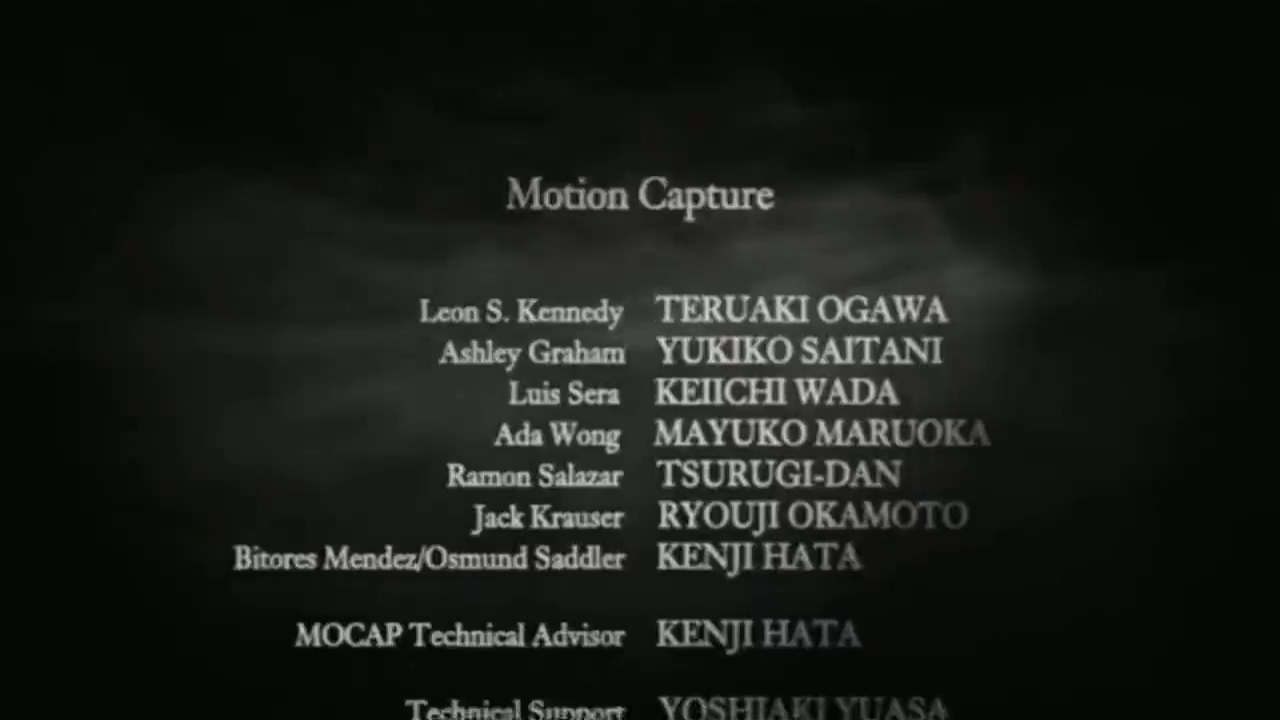 Motion Capture
Leon S. Kennedy TERUAKI OGAWA
Ashley Graham YUKIKO SAITANI
Luis Sera KEIICHI WADA
Ada Wong MAYUKO MARUOKA
Ramon Salazar TSURUGI-DAN
Jack Krauser RYOUJI OKAMOTO
Bitores Mendez/Osmund Saddler KENJI HATA
MOCAP Technical Advisor KENJI HATA
Technical Support YOSHIAKI YUASA